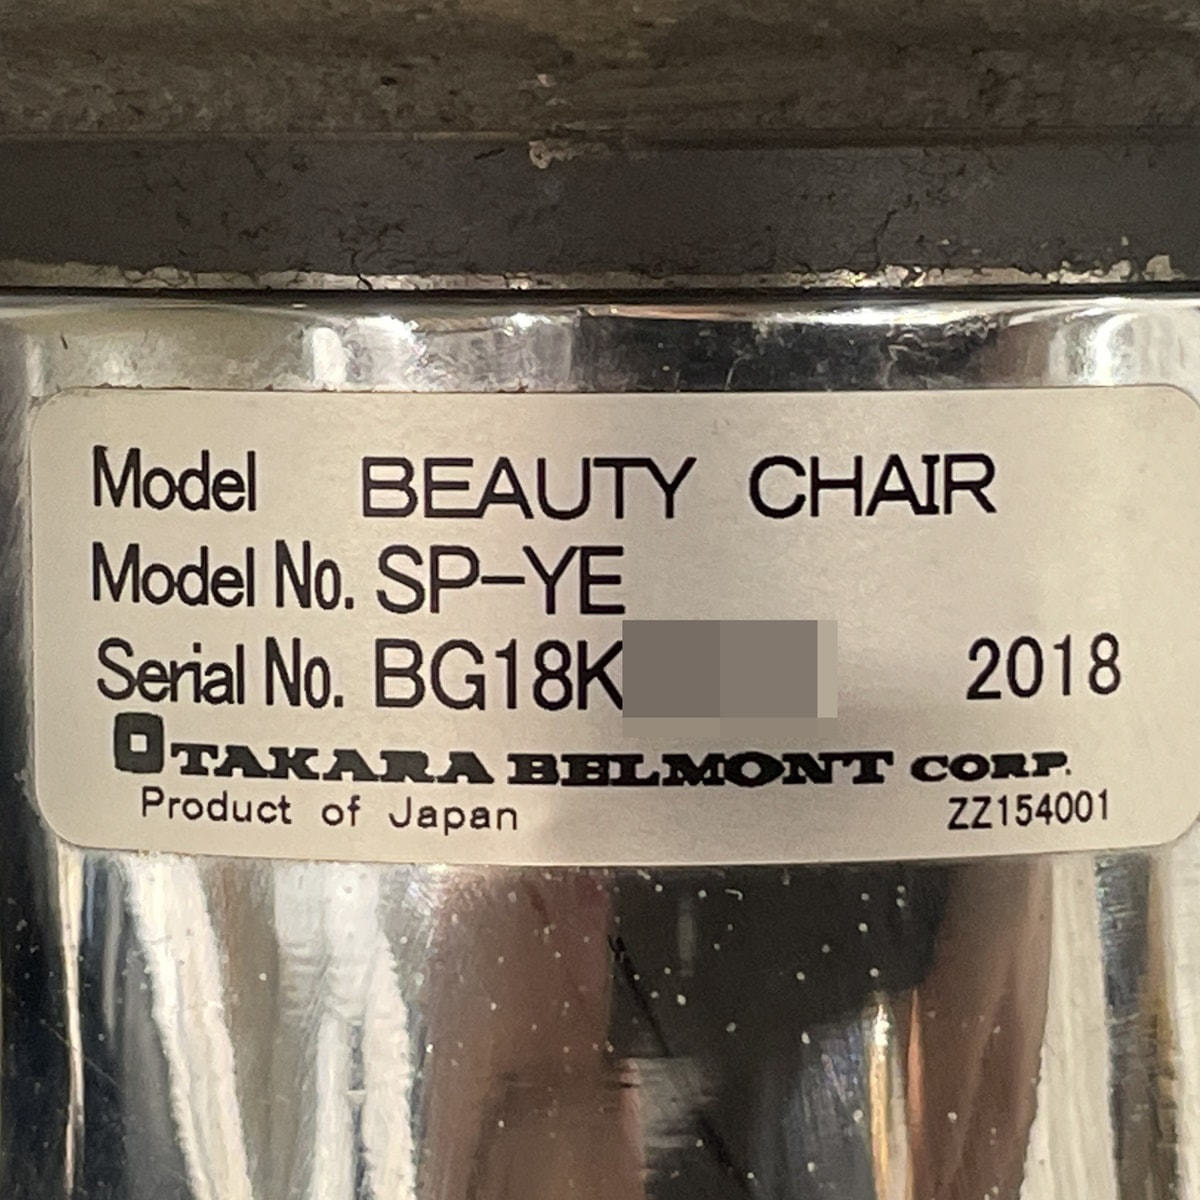 Model BEAUTY CHAIR
Model No. SP-YE
Serial No. BG18K 2018
TAKARA BELMONT CORP.
Product of Japan ZZ154001